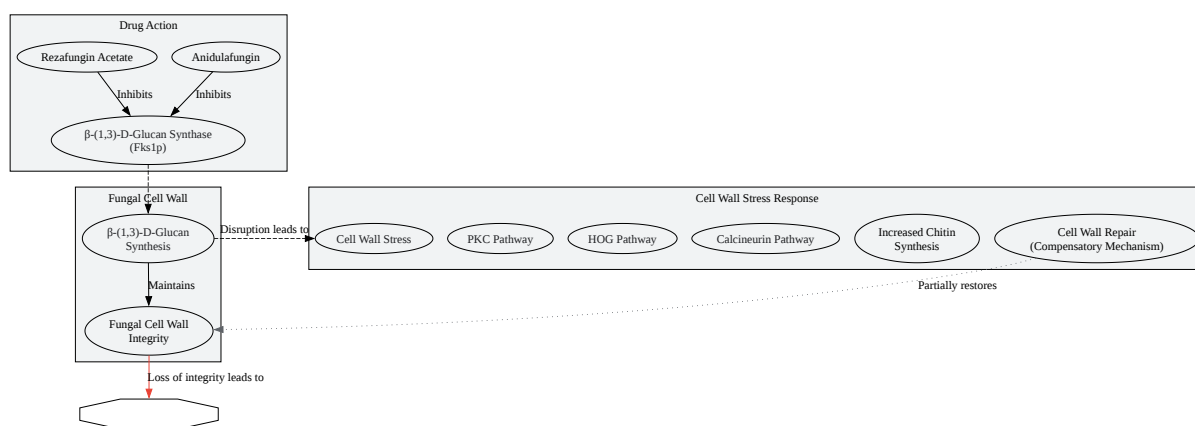 Drug Action
Rezafungin Acetate
Anidulafungin
Inhibits
Inhibits
β-(1,3)-D-Glucan Synthase
(Fks1p)
Fungal Cell Wall
β-(1,3)-D-Glucan
Synthesis
Disruption leads to
Cell Wall Stress Response
Cell Wall Stress
PKC Pathway
HOG Pathway
Calcineurin Pathway
Increased Chitin
Synthesis
Cell Wall Repair
(Compensatory Mechanism)
Maintains
Partially restores
Fungal Cell Wall
Integrity
Loss of integrity leads to